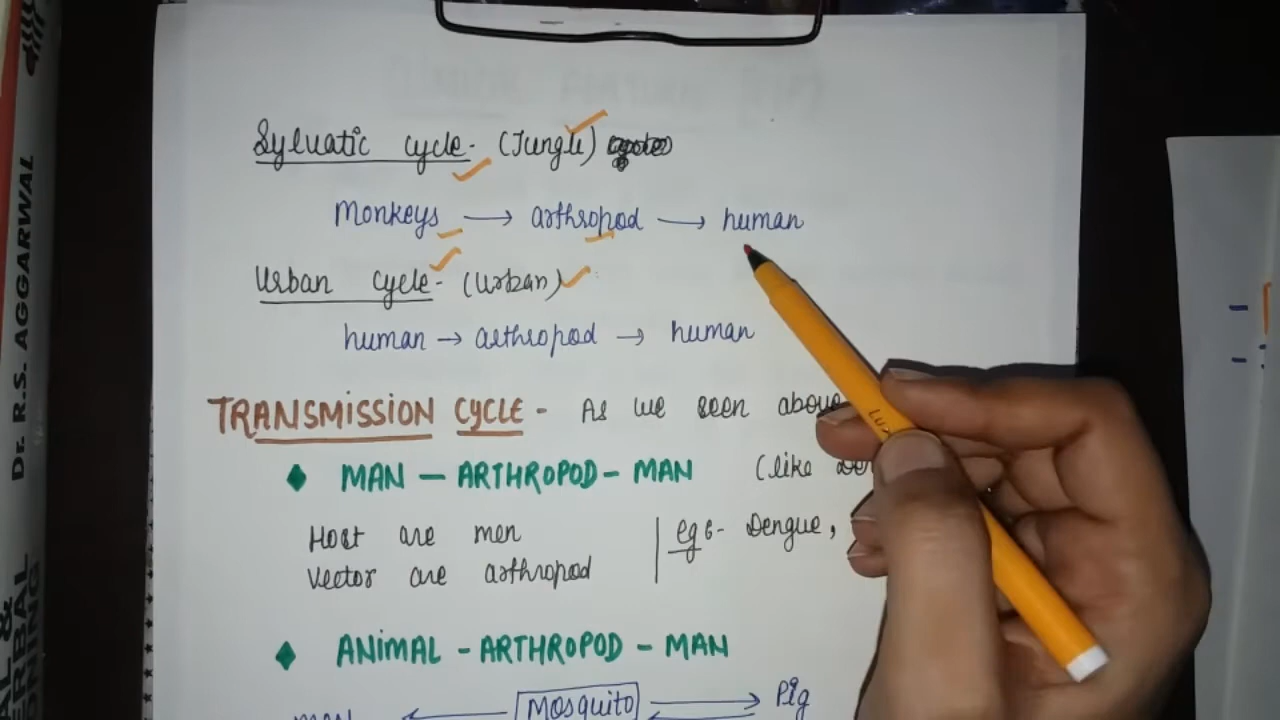 Sylvatic cycle- (Jungle)
Monkeys → arthropod → human
Urban cycle- (Urban)
human → arthropod → human
TRANSMISSION CYCLE - As we seen above
MAN - ARTHROPOD - MAN (like
Host are men
Vector are arthropod
eg:- Dengue,
ANIMAL - ARTHROPOD - MAN
Mosquito
Pig
Dr. R.S. AGGARWAL
LUX